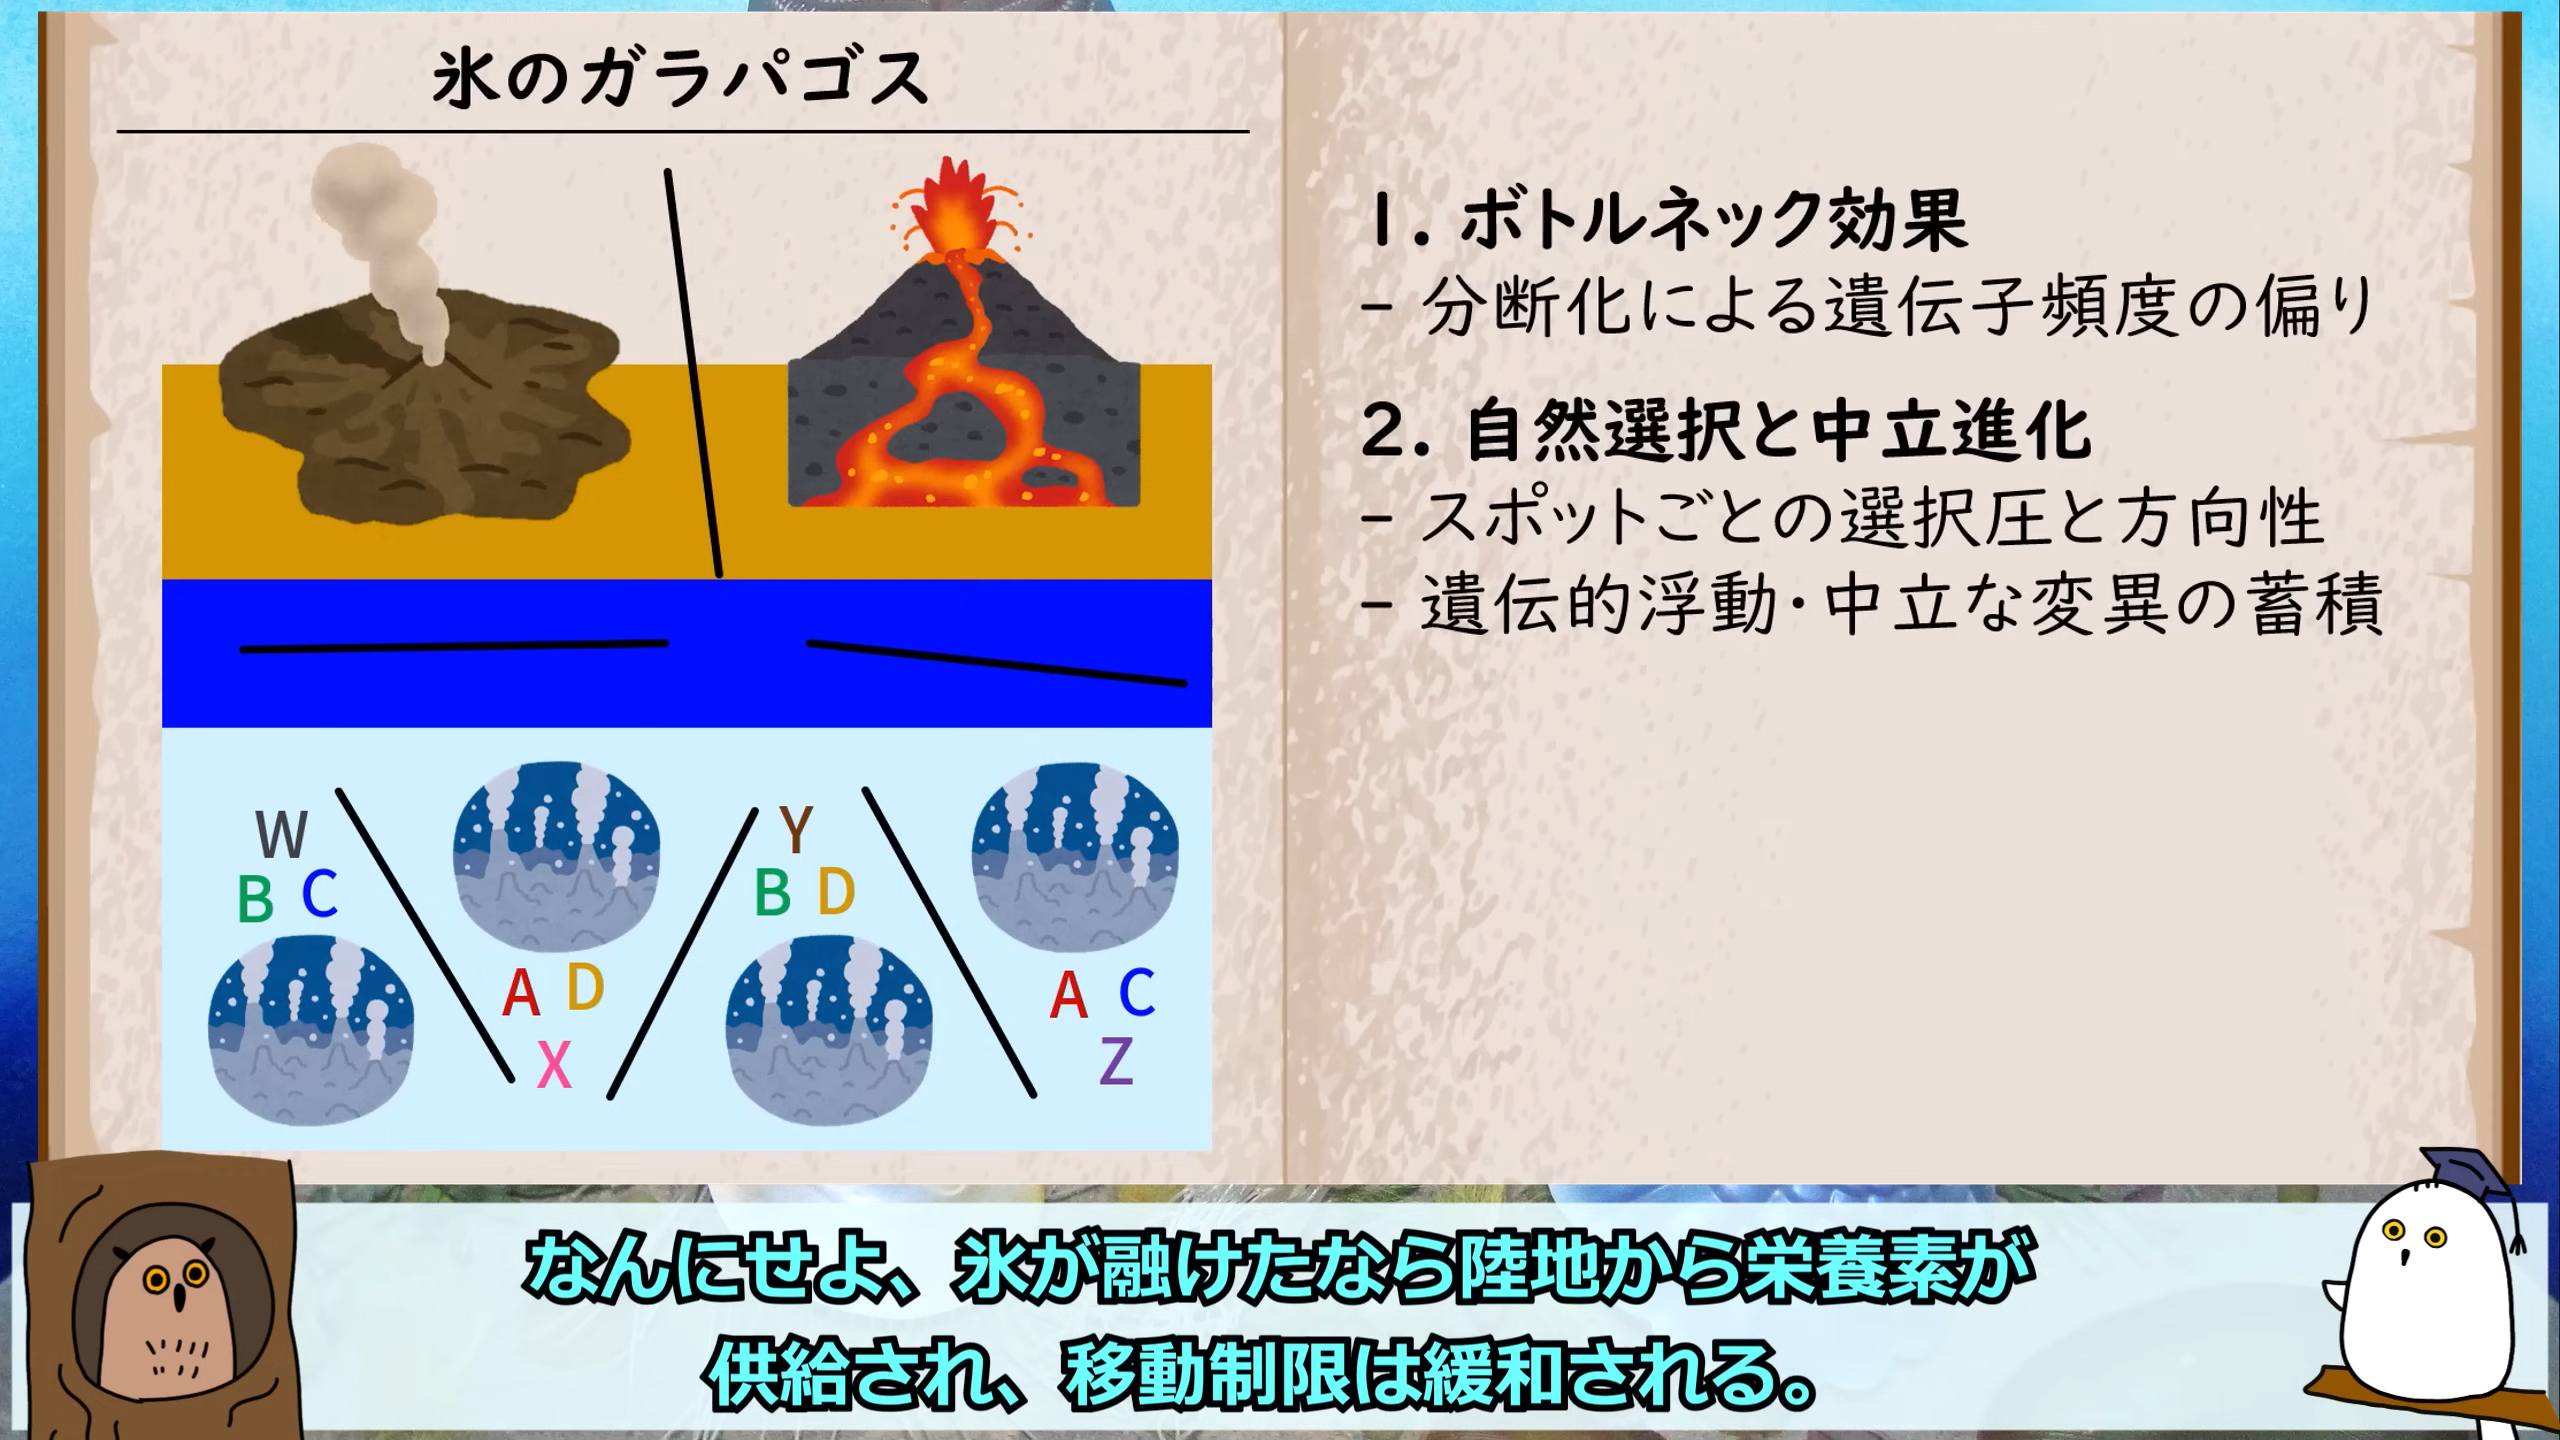 氷のガラパゴス
1. ボトルネック効果
- 分断化による遺伝子頻度の偏り
2. 自然選択と中立進化
- スポットごとの選択圧と方向性
- 遺伝的浮動・中立な変異の蓄積
W
B C
A D
X
Y
B D
A C
Z
なんにせよ、氷が融けたなら陸地から栄養素が
供給され、移動制限は緩和される。